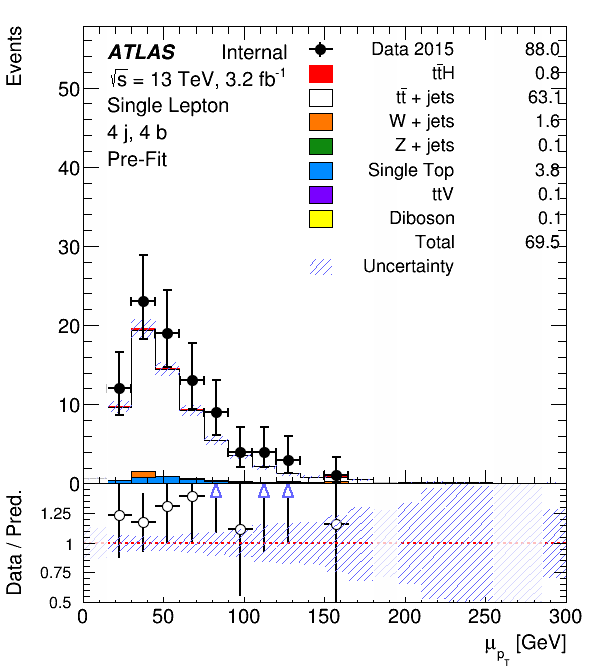 Events
ATLAS Internal
√s = 13 TeV, 3.2 fb⁻¹
Single Lepton
4 j, 4 b
Pre-Fit
Data 2015 88.0
tt̄H 0.8
tt̄ + jets 63.1
W + jets 1.6
Z + jets 0.1
Single Top 3.8
ttV 0.1
Diboson 0.1
Total 69.5
Uncertainty
50
40
30
20
10
0
Data / Pred.
1.25
1
0.75
0.5
0 50 100 150 200 250 300
μ_p_T [GeV]